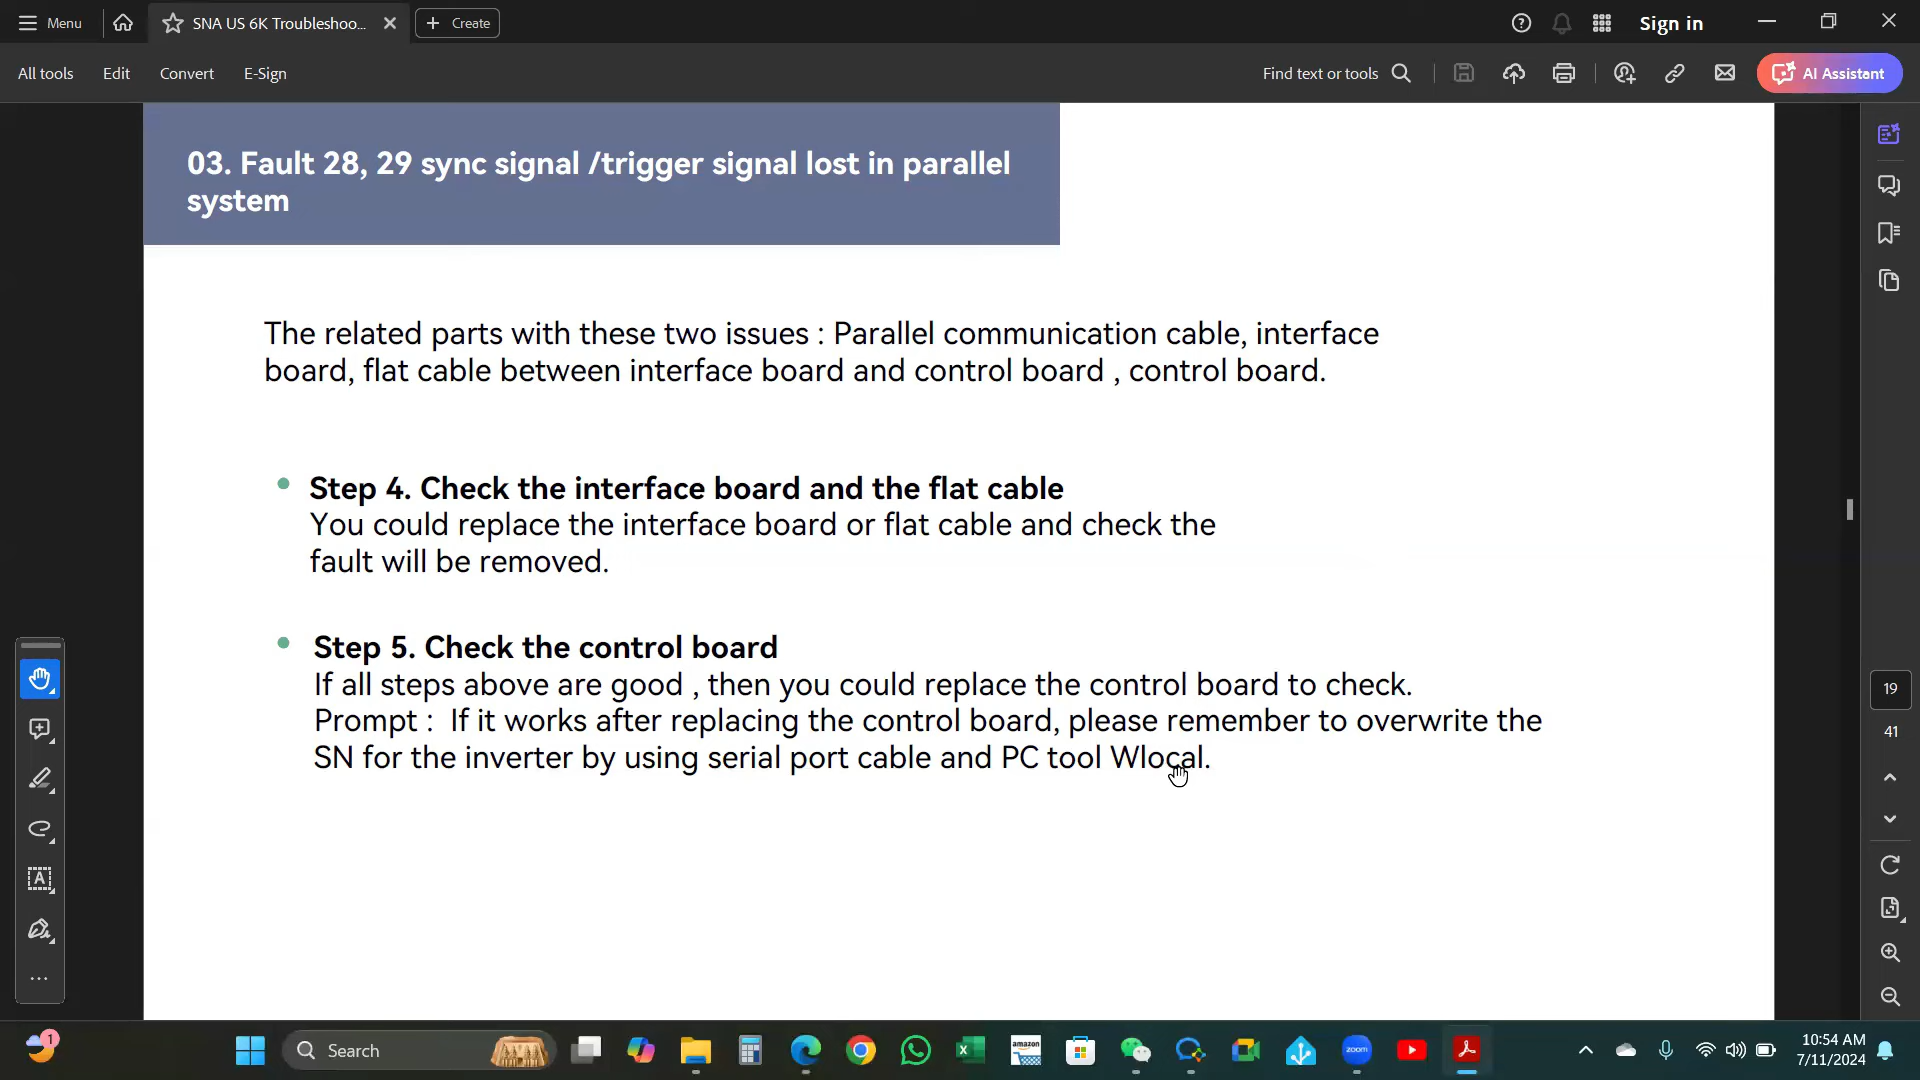 Menu
SNA US 6K Troubleshoo...
Create
Sign in
All tools
Edit
Convert
E-Sign
Find text or tools
AI Assistant
03. Fault 28, 29 sync signal /trigger signal lost in parallel
system
The related parts with these two issues : Parallel communication cable, interface
board, flat cable between interface board and control board , control board.
Step 4. Check the interface board and the flat cable
You could replace the interface board or flat cable and check the
fault will be removed.
Step 5. Check the control board
If all steps above are good , then you could replace the control board to check.
Prompt : If it works after replacing the control board, please remember to overwrite the
SN for the inverter by using serial port cable and PC tool Wlocal.
19
41
1
Search
amazon
zoom
10:54 AM
7/11/2024